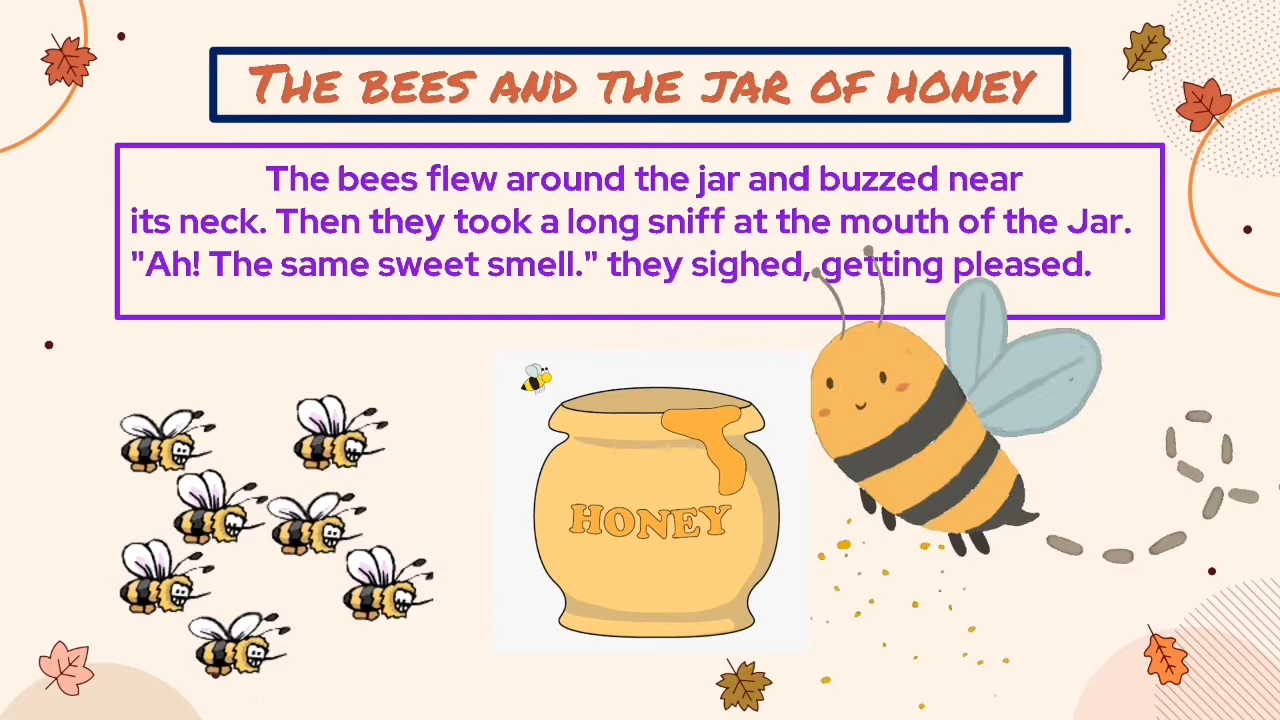 The bees and the jar of honey
The bees flew around the jar and buzzed near
its neck. Then they took a long sniff at the mouth of the Jar.
"Ah! The same sweet smell." they sighed, getting pleased.
HONEY